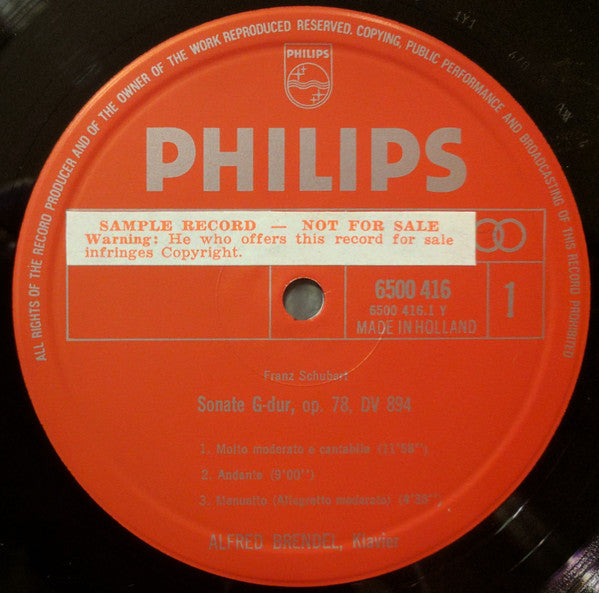 ALL RIGHTS OF THE RECORD PRODUCER AND OF THE OWNER OF THE WORK REPRODUCED RESERVED. COPYING, PUBLIC PERFORMANCE AND BROADCASTING OF THIS RECORD PROHIBITED
PHILIPS
PHILIPS
SAMPLE RECORD — NOT FOR SALE
Warning: He who offers this record for sale
infringes Copyright.
6500 416
6500 416.1 Y
MADE IN HOLLAND
1
Franz Schubert
Sonate G-dur, op. 78, DV 894
1. Molto moderato e cantabile
2. Andante (9'00'')
3. Menuetto (Allegretto moderato)
ALFRED BRENDEL, Klavier